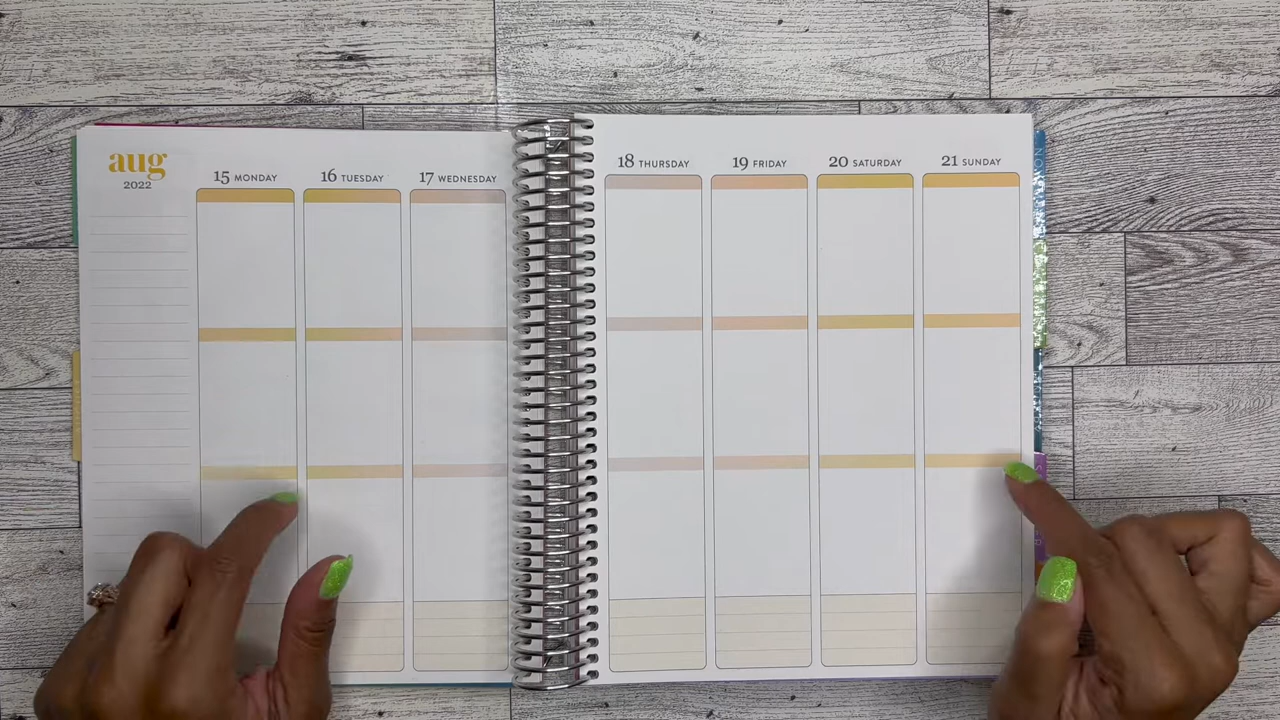 aug
2022
15 MONDAY
16 TUESDAY
17 WEDNESDAY
18 THURSDAY
19 FRIDAY
20 SATURDAY
21 SUNDAY